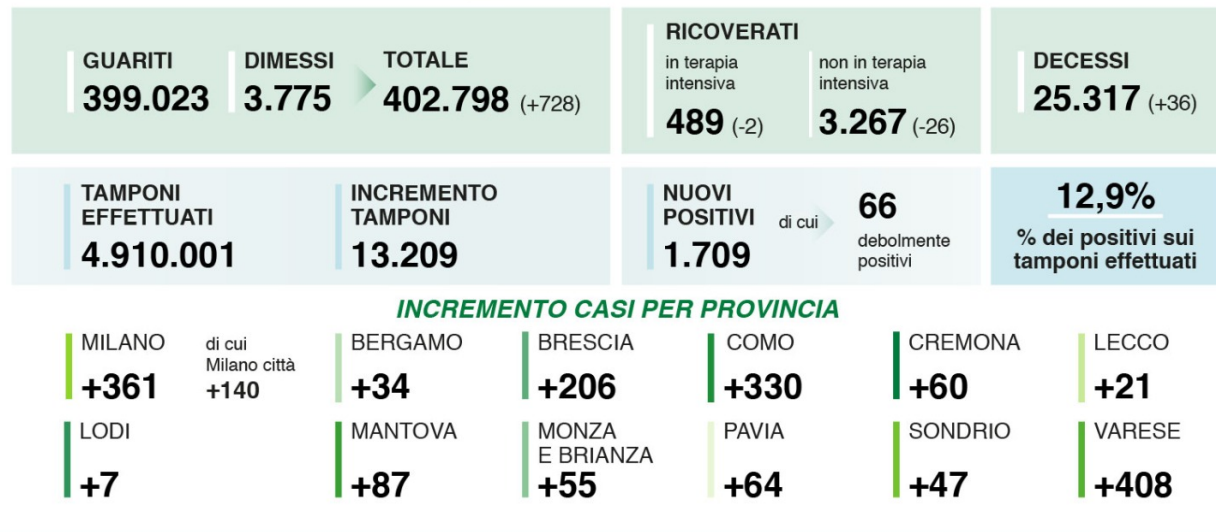 GUARITI
399.023
DIMESSI
3.775
TOTALE
402.798 (+728)
RICOVERATI
in terapia
intensiva
489 (-2)
non in terapia
intensiva
3.267 (-26)
DECESSI
25.317 (+36)
TAMPONI
EFFETTUATI
4.910.001
INCREMENTO
TAMPONI
13.209
NUOVI
POSITIVI
1.709
di cui
66
debolmente
positivi
12,9%
% dei positivi sui
tamponi effettuati
INCREMENTO CASI PER PROVINCIA
MILANO
+361
di cui
Milano città
+140
BERGAMO
+34
BRESCIA
+206
COMO
+330
CREMONA
+60
LECCO
+21
LODI
+7
MANTOVA
+87
MONZA
E BRIANZA
+55
PAVIA
+64
SONDRIO
+47
VARESE
+408